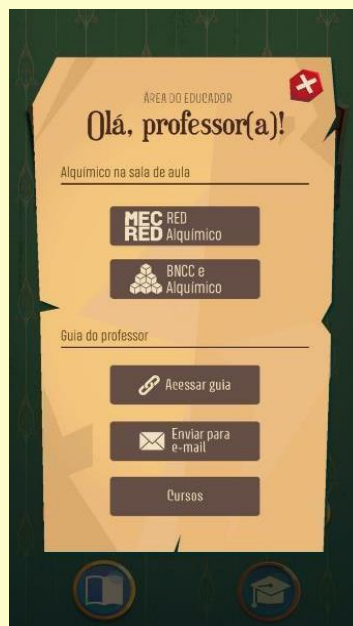 ÁREA DO EDUCADOR
Olá, professor(a)!
Alquímico na sala de aula
MEC RED
RED Alquímico
BNCC e
Alquímico
Guia do professor
Acessar guia
Enviar para
e-mail
Cursos